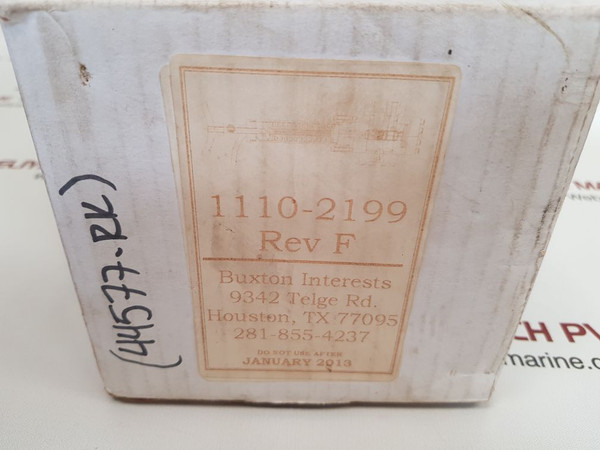 1110-2199
Rev F
Buxton Interests
9342 Telge Rd.
Houston, TX 77095
281-855-4237
DO NOT USE AFTER
JANUARY 2013
(44577-RK)